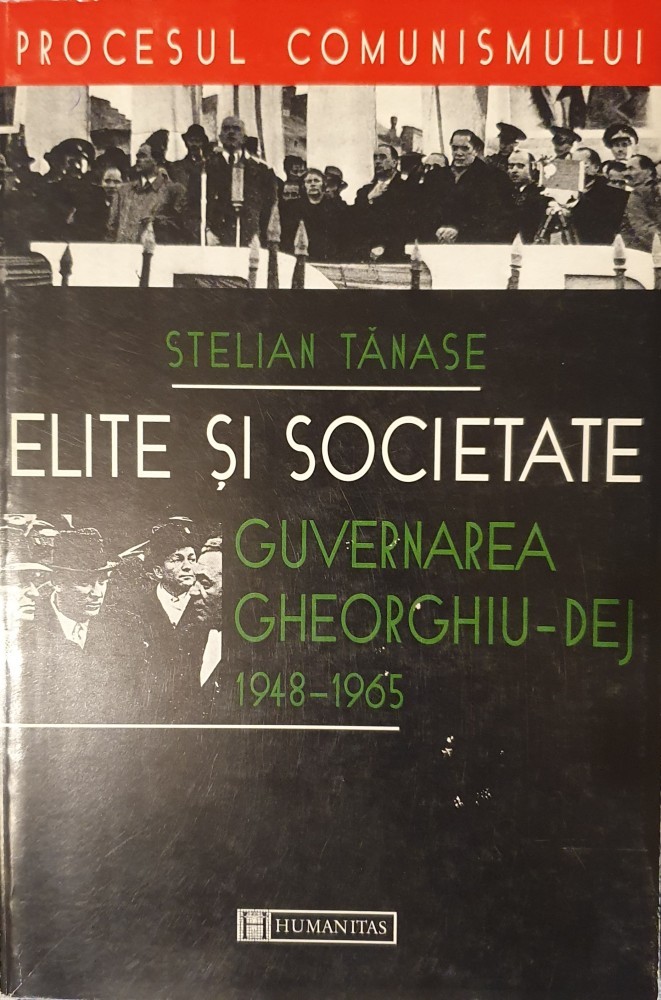 PROCESUL COMUNISMULUI
STELIAN TĂNASE
ELITE ȘI SOCIETATE
GUVERNAREA
GHEORGHIU-DEJ
1948-1965
HUMANITAS